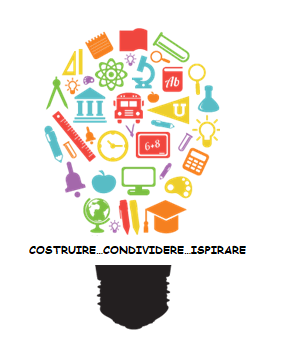 Ab
U
6+8
COSTRUIRE...CONDIVIDERE...ISPIRARE